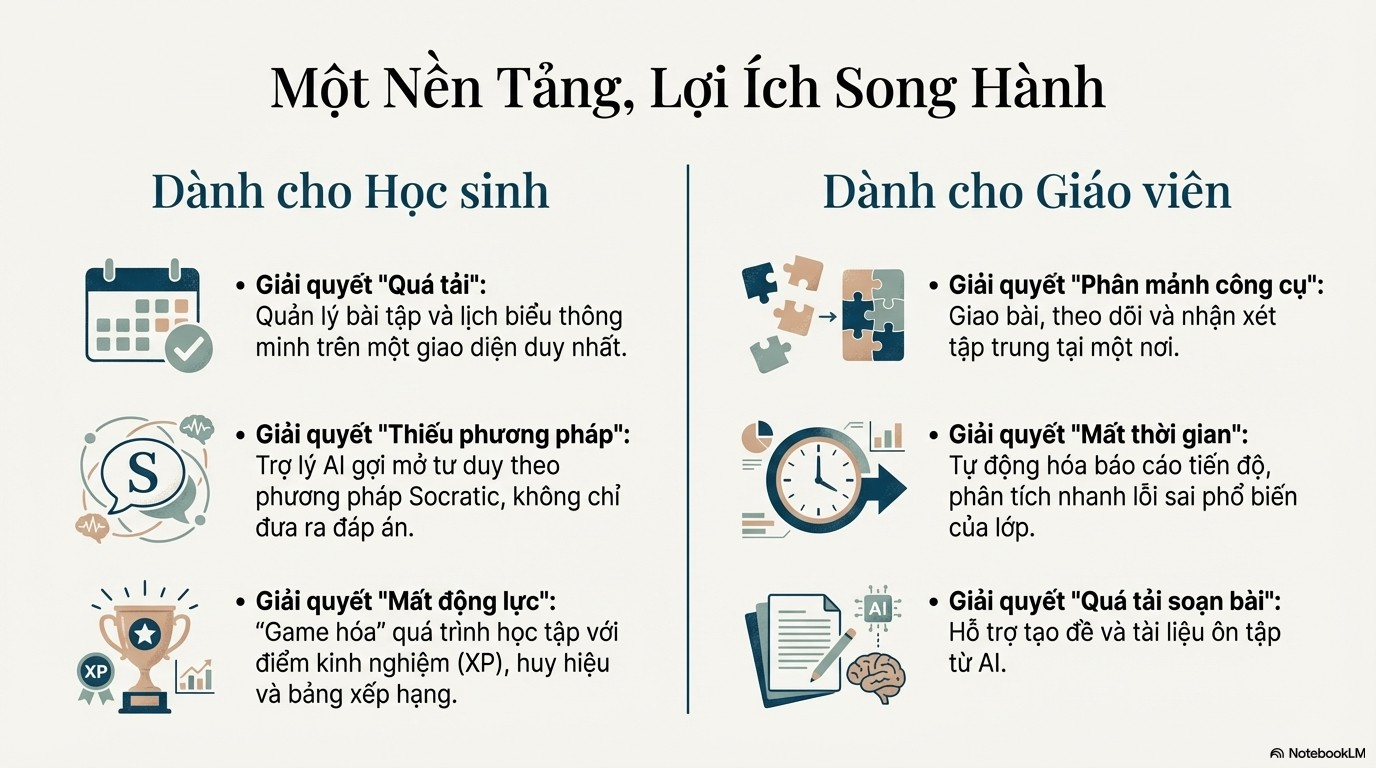 Một Nền Tảng, Lợi Ích Song Hành
Dành cho Học sinh
• Giải quyết "Quá tải":
Quản lý bài tập và lịch biểu thông
minh trên một giao diện duy nhất.
S
• Giải quyết "Thiếu phương pháp":
Trợ lý AI gợi mở tư duy theo
phương pháp Socratic, không chỉ
đưa ra đáp án.
XP
• Giải quyết "Mất động lực":
“Game hóa” quá trình học tập với
điểm kinh nghiệm (XP), huy hiệu
và bảng xếp hạng.
Dành cho Giáo viên
• Giải quyết "Phân mảnh công cụ":
Giao bài, theo dõi và nhận xét
tập trung tại một nơi.
• Giải quyết "Mất thời gian":
Tự động hóa báo cáo tiến độ,
phân tích nhanh lỗi sai phổ biến
của lớp.
AI
• Giải quyết "Quá tải soạn bài":
Hỗ trợ tạo đề và tài liệu ôn tập
từ AI.
NotebookLM